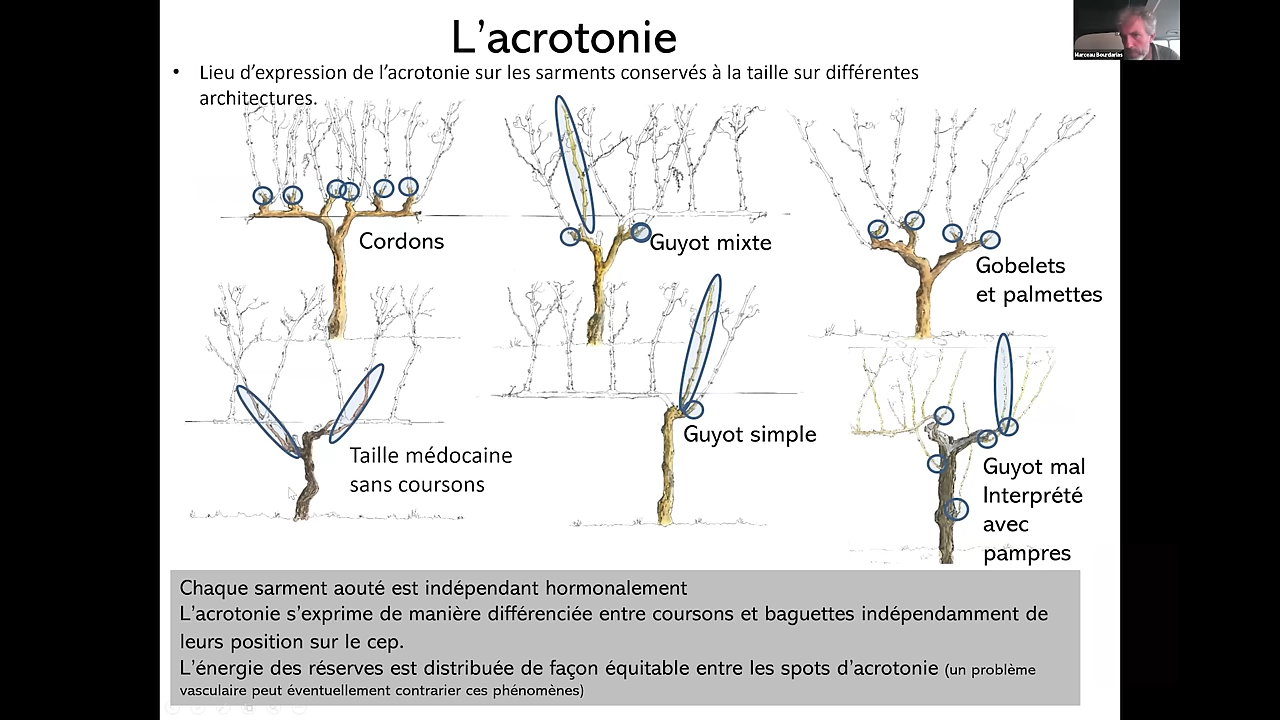 L'acrotonie
Marceau Bourdarias
• Lieu d'expression de l'acrotonie sur les sarments conservés à la taille sur différentes
architectures.
Cordons
Guyot mixte
Gobelets
et palmettes
Taille médocaine
sans coursons
Guyot simple
Guyot mal
Interprété
avec
pampres
Chaque sarment aouté est indépendant hormonalement
L'acrotonie s'exprime de manière différenciée entre coursons et baguettes indépendamment de
leurs position sur le cep.
L'énergie des réserves est distribuée de façon équitable entre les spots d'acrotonie (un problème
vasculaire peut éventuellement contrarier ces phénomènes)